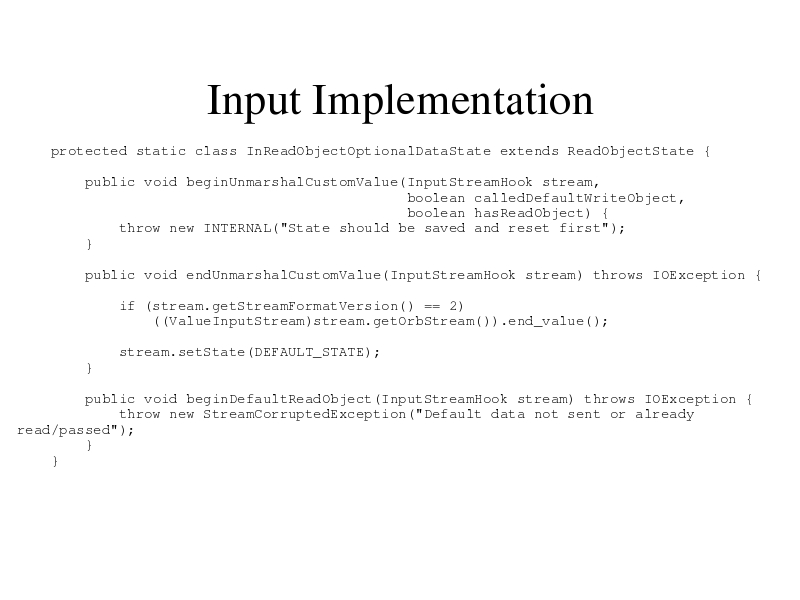 Input Implementation
protected static class InReadObjectOptionalDataState extends ReadObjectState {
public void beginUnmarshalCustomValue(InputStreamHook stream,
boolean calledDefaultWriteObject,
boolean hasReadObject) {
throw new INTERNAL("State should be saved and reset first");
}
public void endUnmarshalCustomValue(InputStreamHook stream) throws IOException {
if (stream.getStreamFormatVersion() == 2)
((ValueInputStream)stream.getOrbStream()).end_value();
stream.setState(DEFAULT_STATE);
}
public void beginDefaultReadObject(InputStreamHook stream) throws IOException {
throw new StreamCorruptedException("Default data not sent or already
read/passed");
}
}